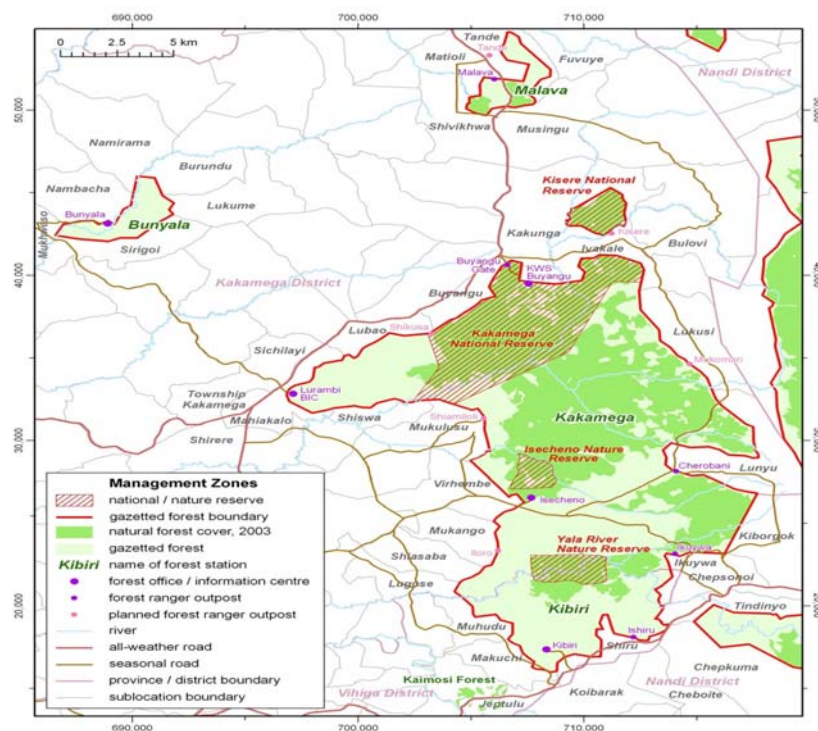 690.000 700.000 710.000
0 2.5 5 km
Tande
Tande
Matioli
Fuvuye
Malava
Malava
Nandi District
50.000
Shivikhwa
Musingu
Namirama
Burundu
Kisere National
Reserve
Nambacha
Lukume
Bunyala
Bunyala
Kisere
Sirigoi
Kakunga
Ivakale
Bulovi
40.000
Buyangu
Gate
KWS
Buyangu
Kakamega District
Buyangu
Shikusa
Lubao
Kakamega
National Reserve
Lukusi
Sichilayi
Lurambi
BIC
Township
Kakamega
Kakamega
Mahiakalo
Shiswa
Mukulusu
30.000
Shirere
Isecheno Nature
Reserve
Cherobani
Lunyu
Virhembe
Isecheno
Mukango
Kiborgok
Yala River
Nature Reserve
Ikuywa
Ikuywa
Shiasaba
Chepsonoi
20.000
Kibiri
Tindinyo
Muhudu
Ishiru
Kibiri
Shiru
Makuchi
Chepkuma
Kaimosi Forest
Nandi District
Vihiga District
Koibarak
Cheboite
Jeptulu
Management Zones
national / nature reserve
gazetted forest boundary
natural forest cover, 2003
gazetted forest
Kibiri name of forest station
forest office / information centre
forest ranger outpost
planned forest ranger outpost
river
all-weather road
seasonal road
province / district boundary
sublocation boundary
690.000 700.000 710.000